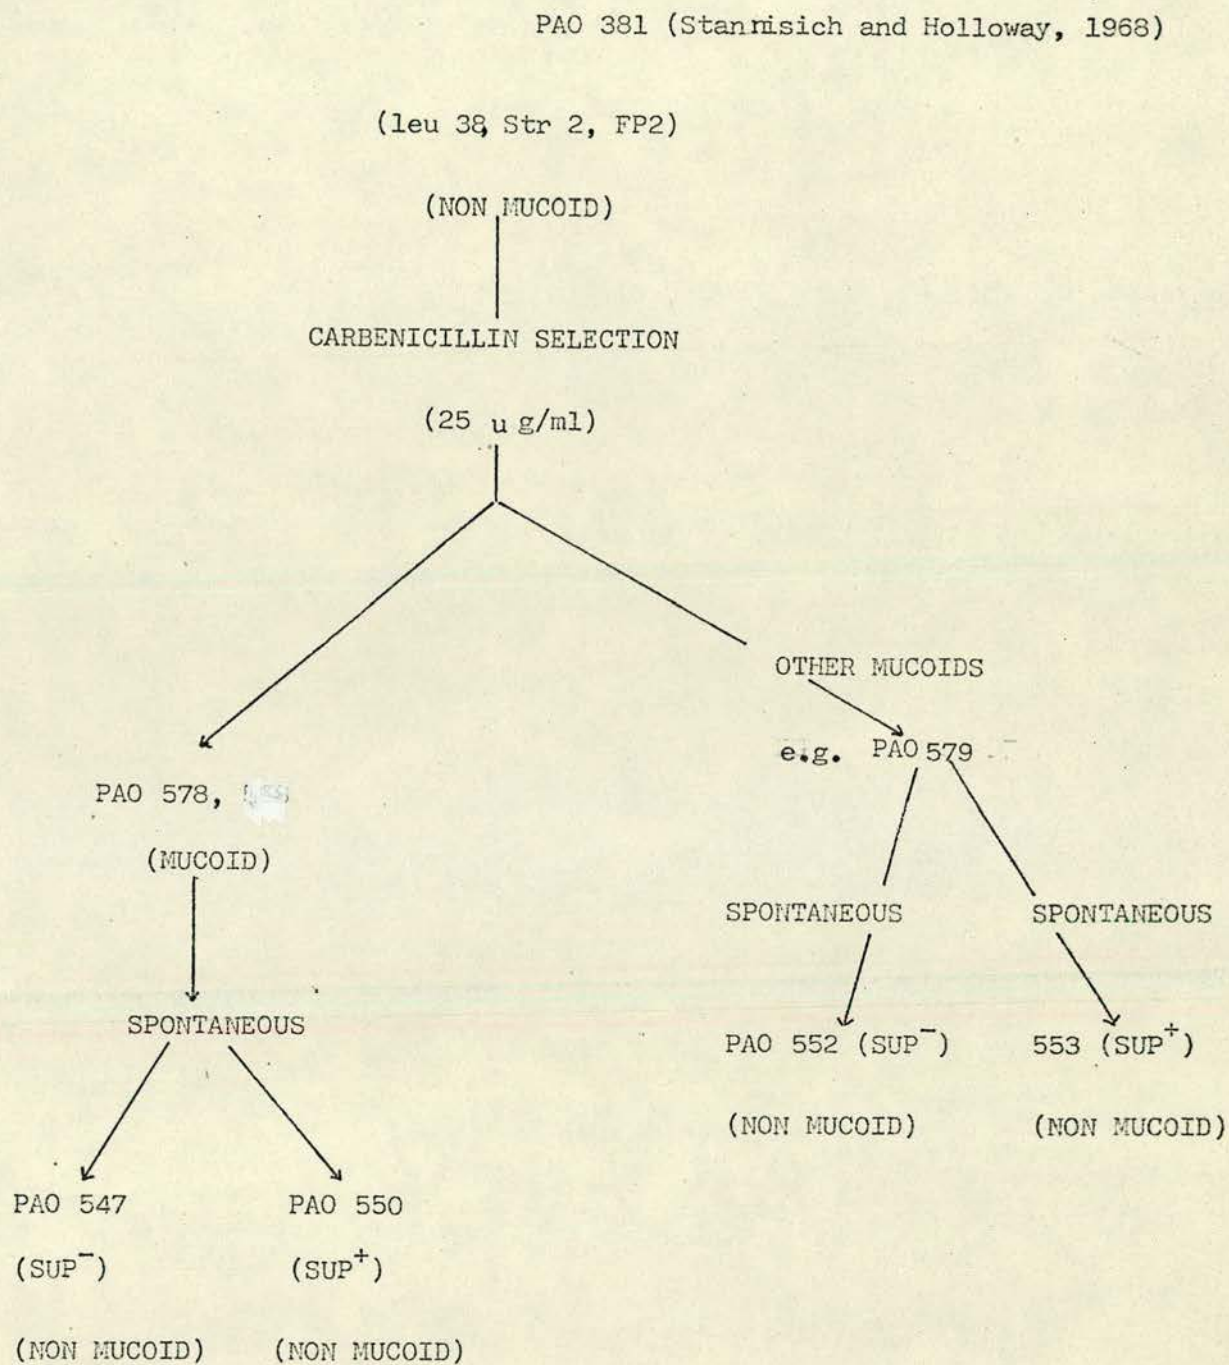 PAO 381 (Stanmisich and Holloway, 1968)
(leu 38, Str 2, FP2)
(NON MUCOID)
CARBENICILLIN SELECTION
(25 u g/ml)
OTHER MUCOIDS
e.g. PAO 579
PAO 578,
(MUCOID)
SPONTANEOUS SPONTANEOUS
SPONTANEOUS
PAO 552 (SUP⁻) 553 (SUP⁺)
(NON MUCOID) (NON MUCOID)
PAO 547 PAO 550
(SUP⁻) (SUP⁺)
(NON MUCOID) (NON MUCOID)